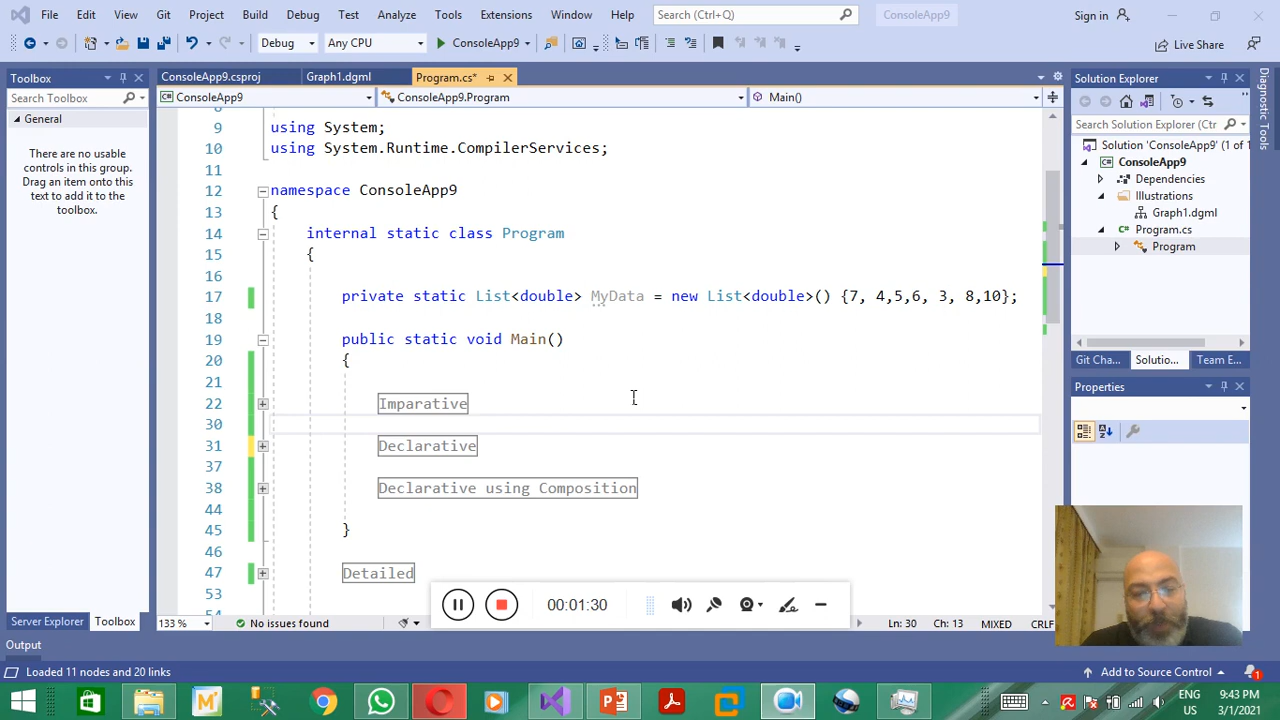 File Edit View Git Project Build Debug Test Analyze Tools Extensions Window Help Search (Ctrl+Q) ConsoleApp9 Sign in
Debug Any CPU ConsoleApp9 Live Share
Toolbox ConsoleApp9.csproj Graph1.dgml Program.cs* Solution Explorer
Search Toolbox ConsoleApp9 ConsoleApp9.Program Main()
General
There are no usable
controls in this group.
Drag an item onto this
text to add it to the
toolbox.
9 using System;
10 using System.Runtime.CompilerServices;
11
12 namespace ConsoleApp9
13 {
14 internal static class Program
15 {
16
17 private static List<double> MyData = new List<double>() {7, 4,5,6, 3, 8,10};
18
19 public static void Main()
20 {
21
22 Imparative
30
31 Declarative
37
38 Declarative using Composition
44
45 }
46
47 Detailed
53
Search Solution Explorer (Ctr
Solution 'ConsoleApp9' (1 of 1
ConsoleApp9
Dependencies
Illustrations
Graph1.dgml
Program.cs
Program
Git Cha... Solutio... Team E...
Properties
00:01:30
Server Explorer Toolbox 133 % No issues found Ln: 30 Ch: 13 MIXED CRLF
Output
Loaded 11 nodes and 20 links Add to Source Control 1
ENG 9:43 PM
US 3/1/2021